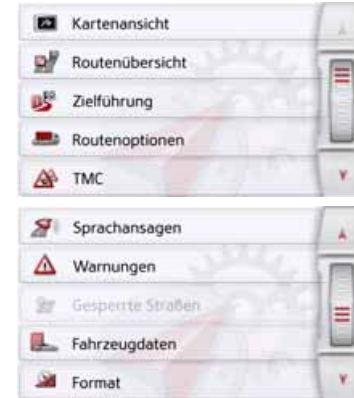 Kartenansicht
Routenübersicht
Zielführung
Routenoptionen
TMC
Sprachansagen
Warnungen
Gesperrte Straßen
Fahrzeugdaten
Format